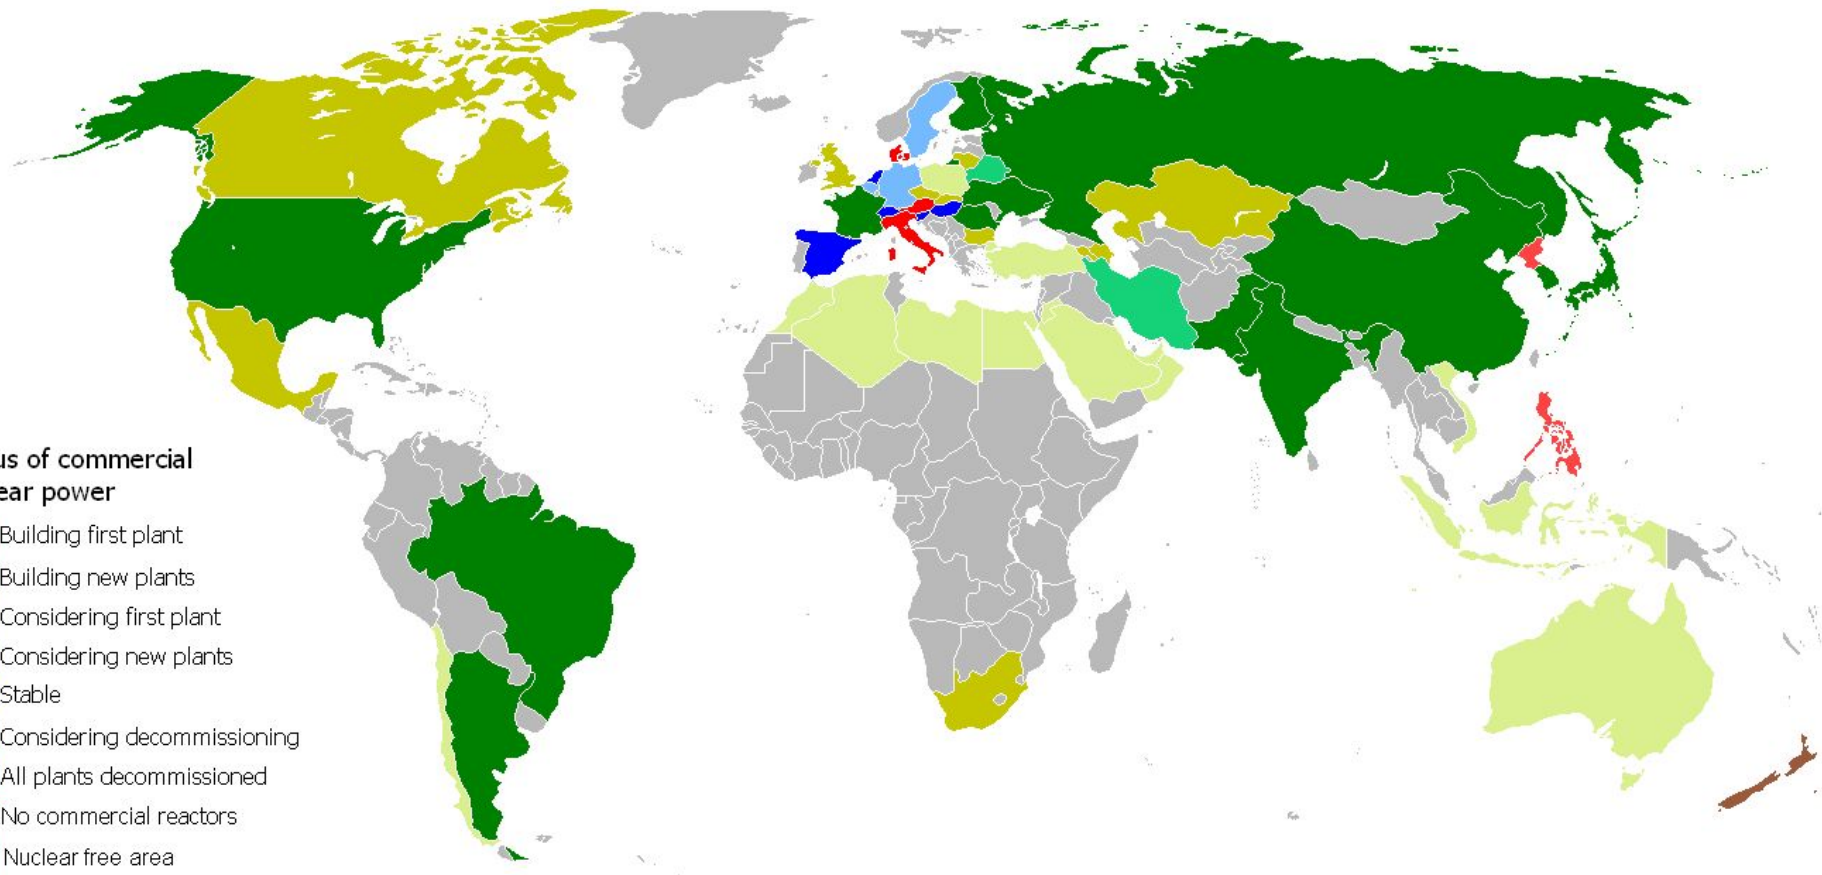 us of commercial
ear power
Building first plant
Building new plants
Considering first plant
Considering new plants
Stable
Considering decommissioning
All plants decommissioned
No commercial reactors
Nuclear free area